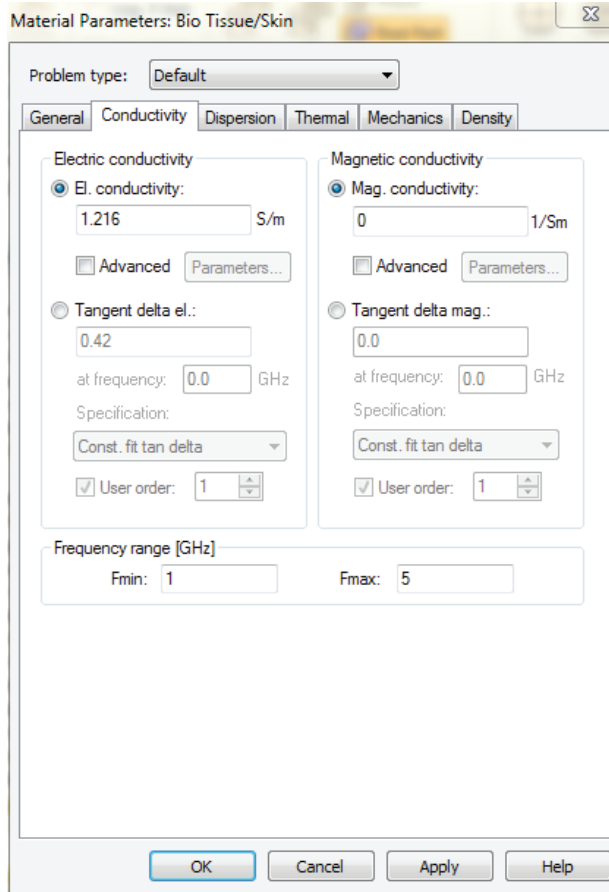 Material Parameters: Bio Tissue/Skin
Problem type: Default
General Conductivity Dispersion Thermal Mechanics Density
Electric conductivity
El. conductivity:
1.216 S/m
Advanced Parameters...
Tangent delta el.:
0.42
at frequency: 0.0 GHz
Specification:
Const. fit tan delta
User order: 1
Magnetic conductivity
Mag. conductivity:
0 1/Sm
Advanced Parameters...
Tangent delta mag.:
0.0
at frequency: 0.0 GHz
Specification:
Const. fit tan delta
User order: 1
Frequency range [GHz]
Fmin: 1 Fmax: 5
OK Cancel Apply Help